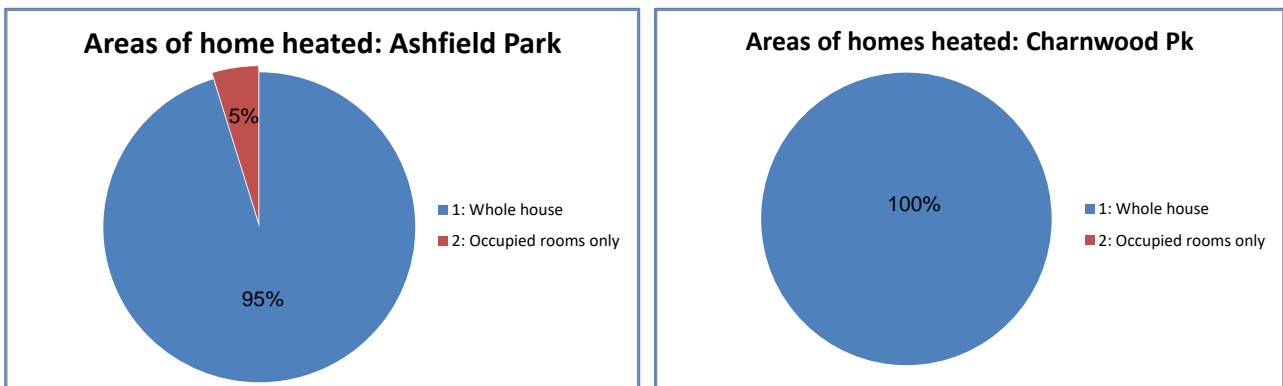 Areas of home heated: Ashfield Park
5%
95%
1: Whole house
2: Occupied rooms only
Areas of homes heated: Charnwood Pk
100%
1: Whole house
2: Occupied rooms only